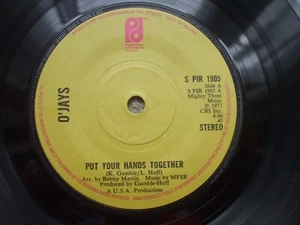 S PIR 1905
Side A
S PIR 1905 A
Mighty Three
Music
℗ 1973
CBS Inc.
4.06
45
STEREO
O'JAYS
PUT YOUR HANDS TOGETHER
(K. Gamble/L. Huff)
Arr. by Bobby Martin Music by MFSB
Produced by Gamble-Huff
A U.S.A. Production